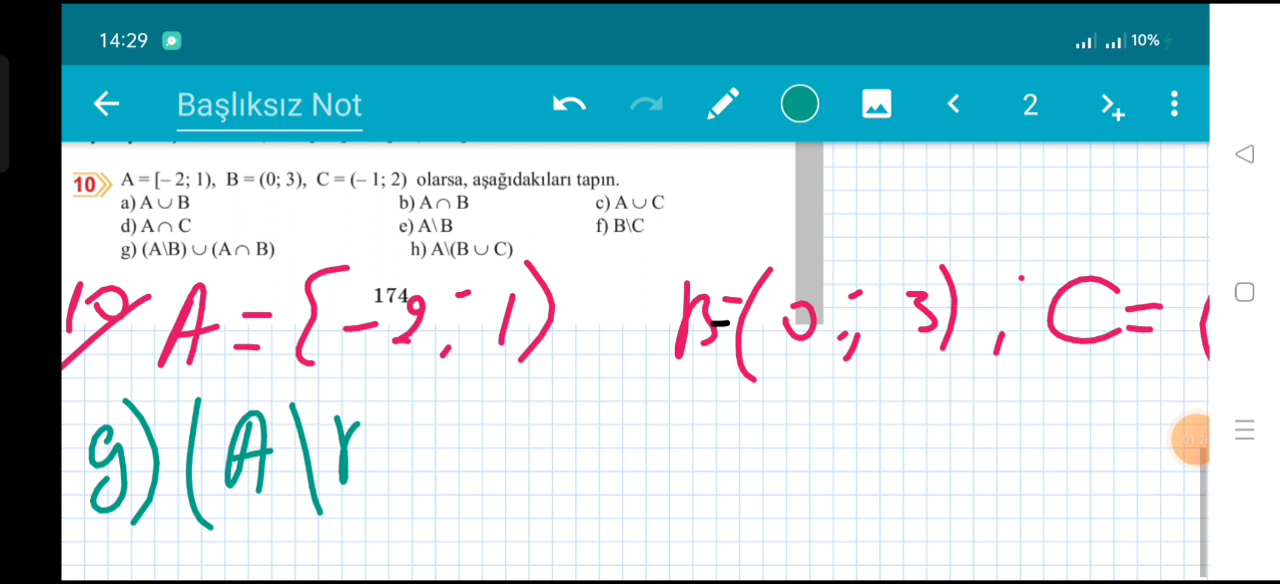 14:29 10%
Başlıksız Not 2
10 A = [– 2; 1), B = (0; 3), C = (– 1; 2) olarsa, aşağıdakıları tapın.
a) A ∪ B b) A ∩ B c) A ∪ C
d) A ∩ C e) A\B f) B\C
g) (A\B) ∪ (A ∩ B) h) A\(B ∪ C)
174
10) A = [-2; 1) B=(0; 3), C = (
g) (A \